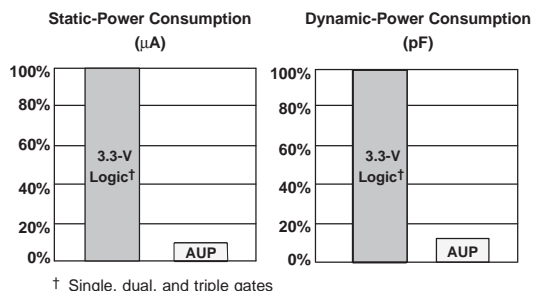 Static-Power Consumption
(µA)
100%
80%
60%
40%
20%
0%
3.3-V
Logic†
AUP
Dynamic-Power Consumption
(pF)
100%
80%
60%
40%
20%
0%
3.3-V
Logic†
AUP
† Single, dual, and triple gates